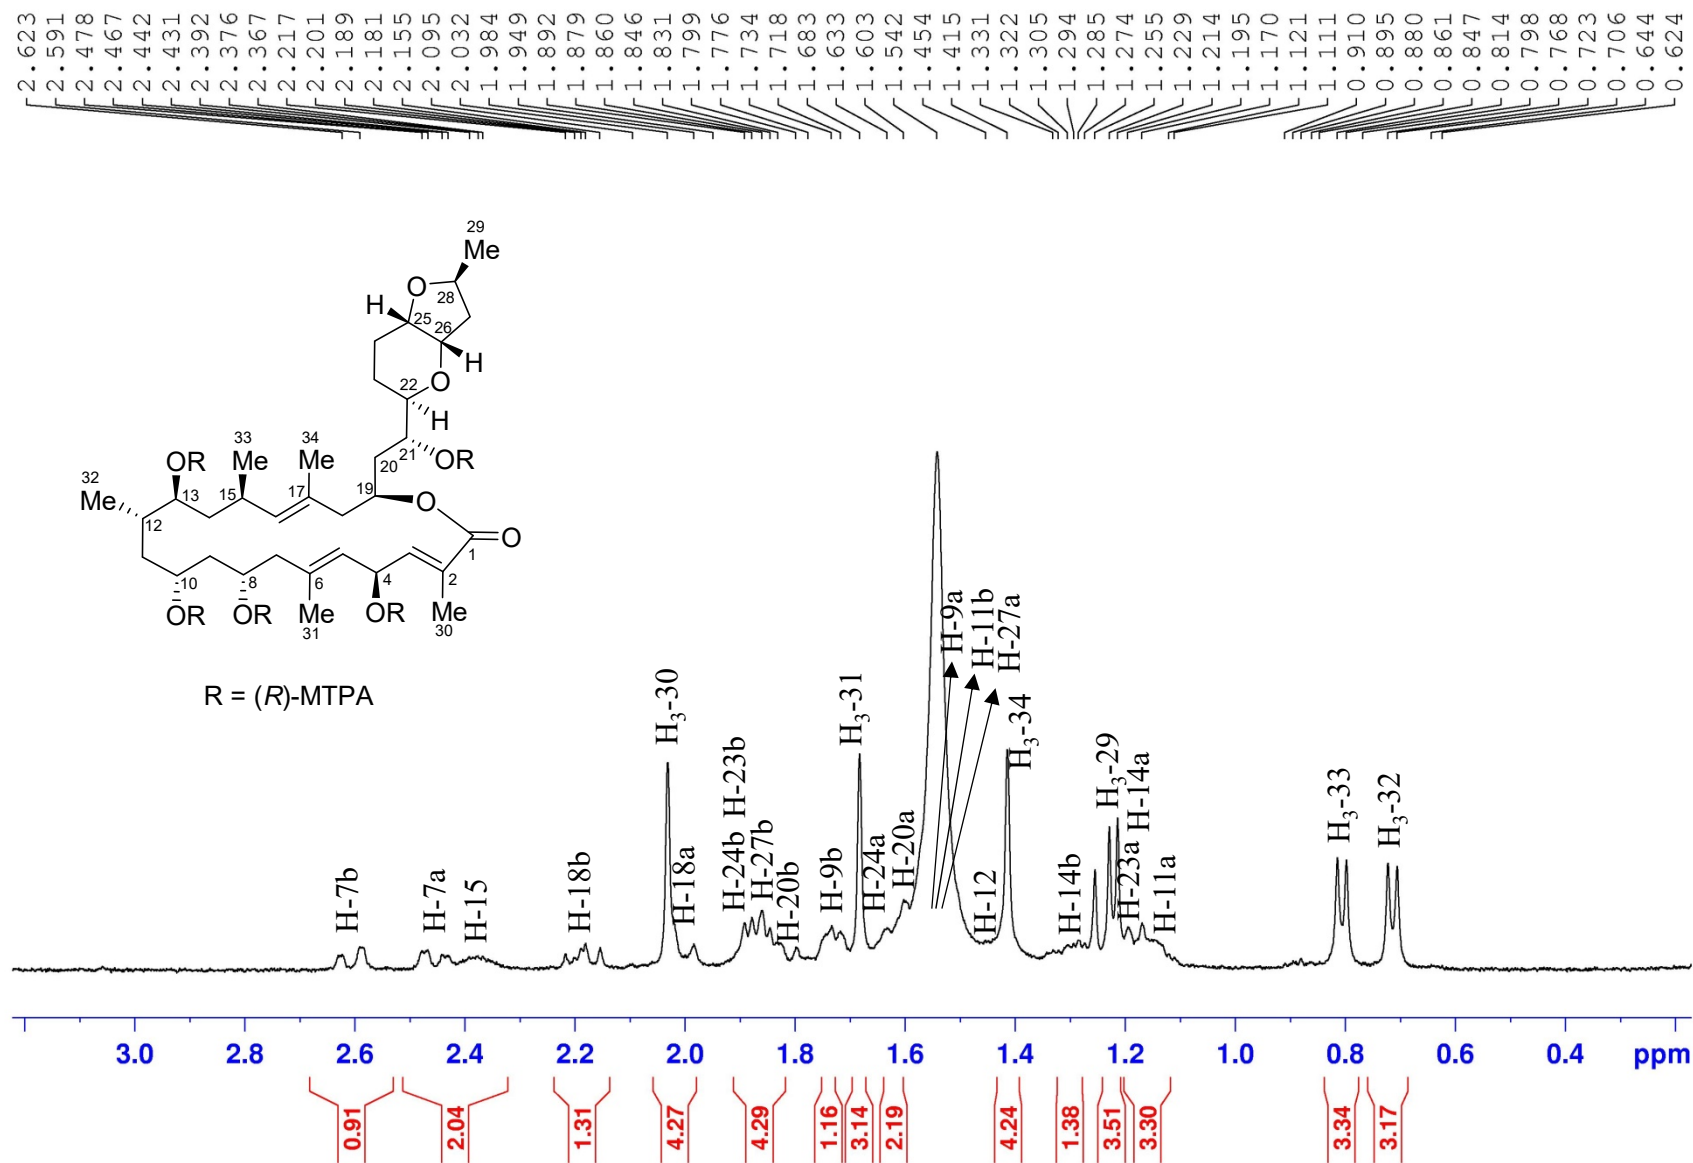 2.623
2.591
2.478
2.467
2.442
2.431
2.392
2.376
2.367
2.217
2.201
2.189
2.181
2.155
2.095
2.032
1.984
1.949
1.892
1.879
1.860
1.846
1.831
1.799
1.776
1.734
1.718
1.683
1.633
1.603
1.542
1.454
1.415
1.331
1.322
1.305
1.294
1.285
1.274
1.255
1.229
1.214
1.195
1.170
1.121
1.111
0.910
0.895
0.880
0.861
0.847
0.814
0.798
0.768
0.723
0.706
0.644
0.624
29
Me
O
28
H
25
26
H
O
22
H
33
34
21
OR
20
OR
Me
Me
32
Me
13
15
17
19
O
12
O
1
10
8
6
4
2
OR
OR
Me
OR
Me
31
30
R = (R)-MTPA
H-7b
H-7a
H-15
H-18b
H₃-30
H-18a
H-24b
H-23b
H-27b
H-20b
H-9b
H₃-31
H-24a
H-20a
H-9a
H-11b
H-27a
H-12
H₃-34
H-14b
H₃-29
H-23a
H-14a
H-11a
H₃-33
H₃-32
3.0 2.8 2.6 2.4 2.2 2.0 1.8 1.6 1.4 1.2 1.0 0.8 0.6 0.4 ppm
0.91
2.04
1.31
4.27
4.29
1.16
3.14
2.19
4.24
1.38
3.51
3.30
3.34
3.17